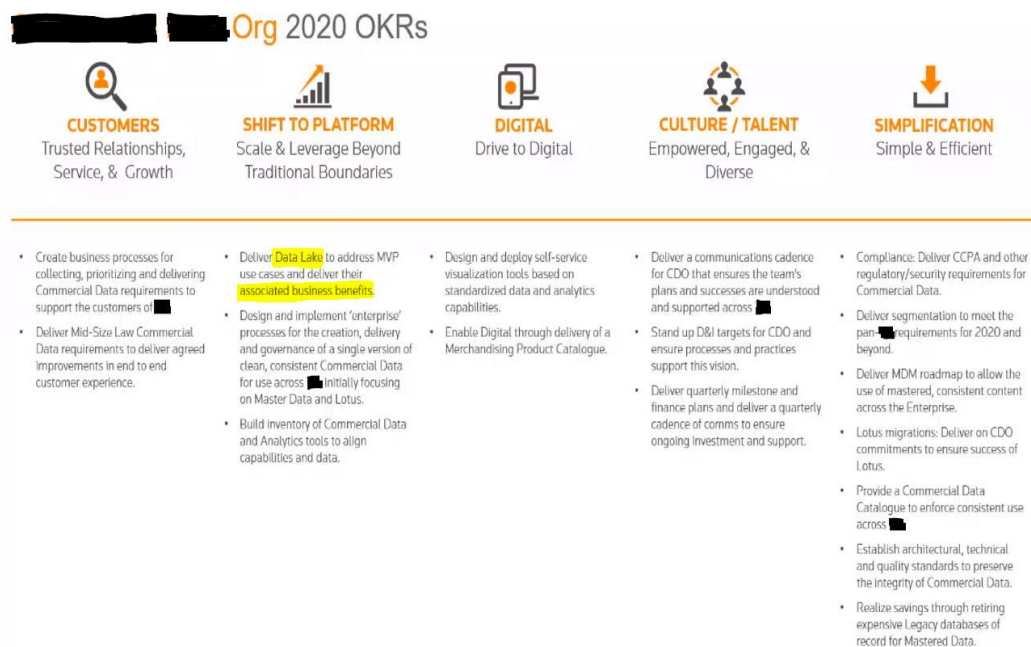 Org 2020 OKRs
CUSTOMERS
Trusted Relationships,
Service, & Growth
SHIFT TO PLATFORM
Scale & Leverage Beyond
Traditional Boundaries
DIGITAL
Drive to Digital
CULTURE / TALENT
Empowered, Engaged, &
Diverse
SIMPLIFICATION
Simple & Efficient
• Create business processes for
collecting, prioritizing and delivering
Commercial Data requirements to
support the customers of
• Deliver Mid-Size Law Commercial
Data requirements to deliver agreed
improvements in end to end
customer experience.
• Deliver Data Lake to address MVP
use cases and deliver their
associated business benefits.
• Design and implement 'enterprise'
processes for the creation, delivery
and governance of a single version of
clean, consistent Commercial Data
for use across initially focusing
on Master Data and Lotus.
• Build inventory of Commercial Data
and Analytics tools to align
capabilities and data.
• Design and deploy self-service
visualization tools based on
standardized data and analytics
capabilities.
• Enable Digital through delivery of a
Merchandising Product Catalogue.
• Deliver a communications cadence
for CDO that ensures the team's
plans and successes are understood
and supported across
• Stand up D&I targets for CDO and
ensure processes and practices
support this vision.
• Deliver quarterly milestone and
finance plans and deliver a quarterly
cadence of comms to ensure
ongoing investment and support.
• Compliance: Deliver CCPA and other
regulatory/security requirements for
Commercial Data.
• Deliver segmentation to meet the
pan- requirements for 2020 and
beyond.
• Deliver MDM roadmap to allow the
use of mastered, consistent content
across the Enterprise.
• Lotus migrations: Deliver on CDO
commitments to ensure success of
Lotus.
• Provide a Commercial Data
Catalogue to enforce consistent use
across
• Establish architectural, technical
and quality standards to preserve
the integrity of Commercial Data.
• Realize savings through retiring
expensive Legacy databases of
record for Mastered Data.